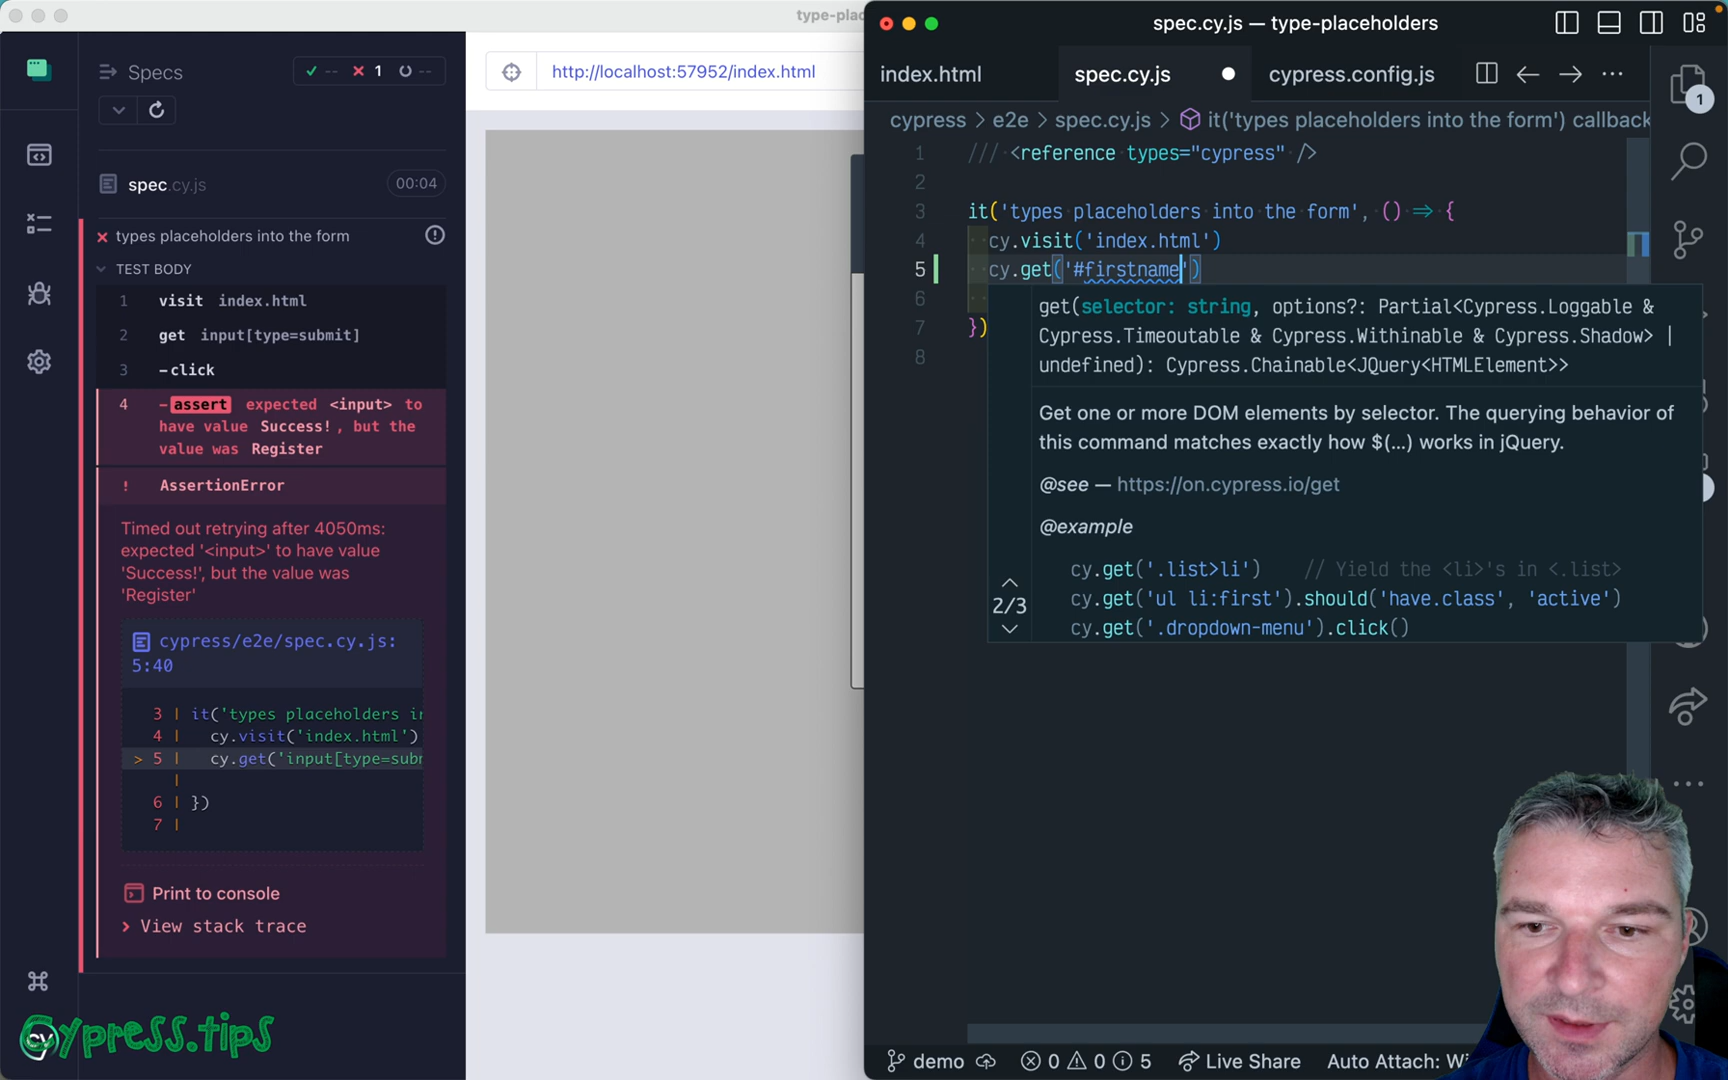 type-pla
Specs
-- 1 --
spec.cy.js 00:04
types placeholders into the form
TEST BODY
1 visit index.html
2 get input[type=submit]
3 -click
4 -assert expected <input> to
have value Success!, but the
value was Register
! AssertionError
Timed out retrying after 4050ms:
expected '<input>' to have value
'Success!', but the value was
'Register'
cypress/e2e/spec.cy.js:
5:40
3 | it('types placeholders in
4 | cy.visit('index.html')
> 5 | cy.get('input[type=subm
|
6 | })
7 |
Print to console
> View stack trace
Cypress.tips
http://localhost:57952/index.html
spec.cy.js — type-placeholders
index.html spec.cy.js cypress.config.js
cypress > e2e > spec.cy.js > it('types placeholders into the form') callback
1 /// <reference types="cypress" />
2
3 it('types placeholders into the form', () => {
4 cy.visit('index.html')
5 cy.get('#firstname')
6
7 })
8
get(selector: string, options?: Partial<Cypress.Loggable &
Cypress.Timeoutable & Cypress.Withinable & Cypress.Shadow> |
undefined): Cypress.Chainable<JQuery<HTMLElement>>
Get one or more DOM elements by selector. The querying behavior of
this command matches exactly how $(...) works in jQuery.
@see — https://on.cypress.io/get
@example
cy.get('.list>li') // Yield the <li>'s in <.list>
cy.get('ul li:first').should('have.class', 'active')
cy.get('.dropdown-menu').click()
2/3
1
demo 0 0 5 Live Share Auto Attach: Wi